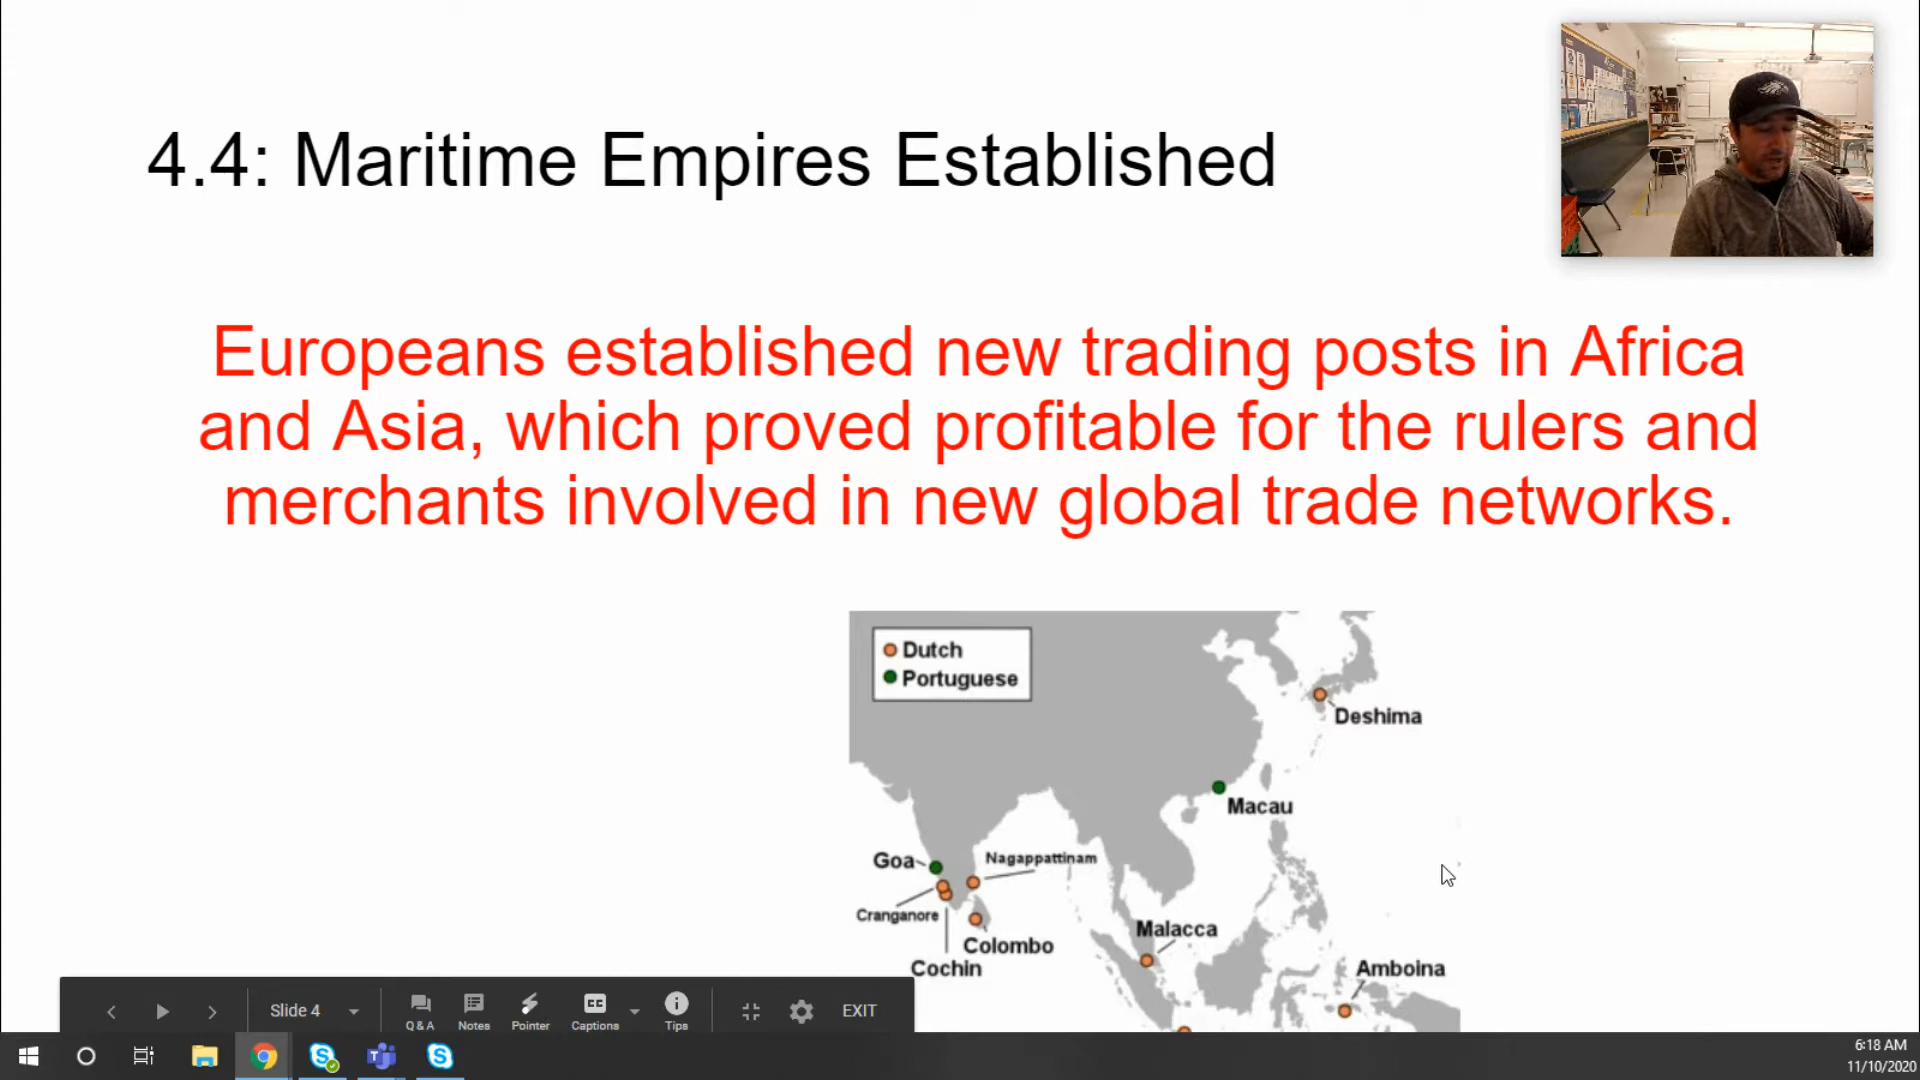 4.4: Maritime Empires Established
Europeans established new trading posts in Africa
and Asia, which proved profitable for the rulers and
merchants involved in new global trade networks.
Dutch
Portuguese
Deshima
Macau
Goa
Nagappattinam
Cranganore
Malacca
Colombo
Cochin
Amboina
Slide 4
Q & A
Notes
Pointer
CC
Captions
Tips
EXIT
6:18 AM
11/10/2020